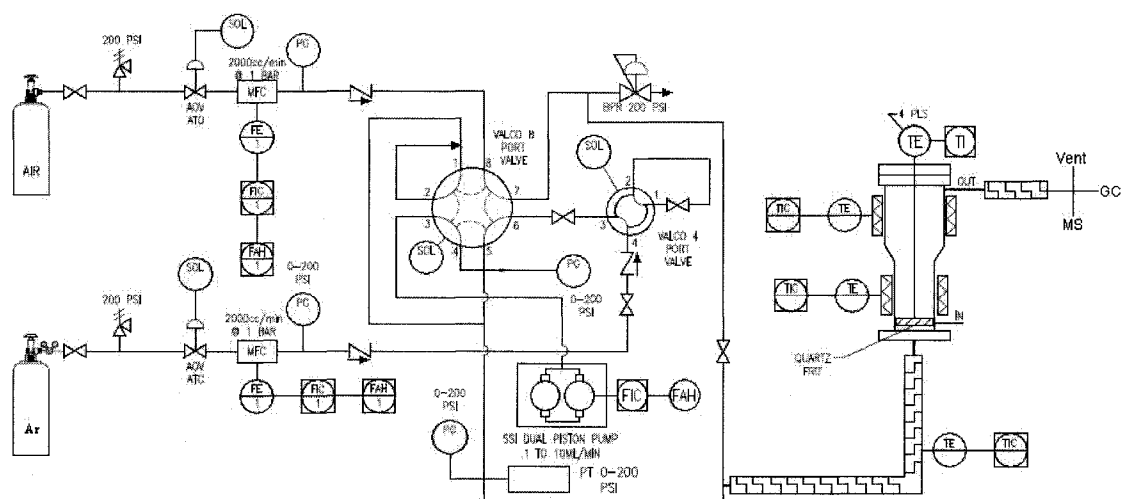 200 PSI
SOL
PG
2000cc/min
@ 1 BAR
MFC
AOV
ATO
AIR
FE
1
FIC
1
FAH
1
VALCO 8
PORT
VALVE
1
8
2
7
3
6
4
5
SOL
BPR 200 PSI
SOL
2
1
3
4
VALCO 4
PORT
VALVE
PG
0-200
PSI
4 PLS
TE
TI
OUT
Vent
GC
MS
TIC
TE
TIC
TE
IN
QUARTZ
FRIT
200 PSI
SOL
0-200
PSI
PG
2000cc/min
@ 1 BAR
MFC
AOV
Ar
FE
1
FIC
1
FAH
1
0-200
PSI
PG
FIC
FAH
SSI DUAL PISTON PUMP
.1 TO 10ML/MIN
PT 0-200
PSI
TE
TIC